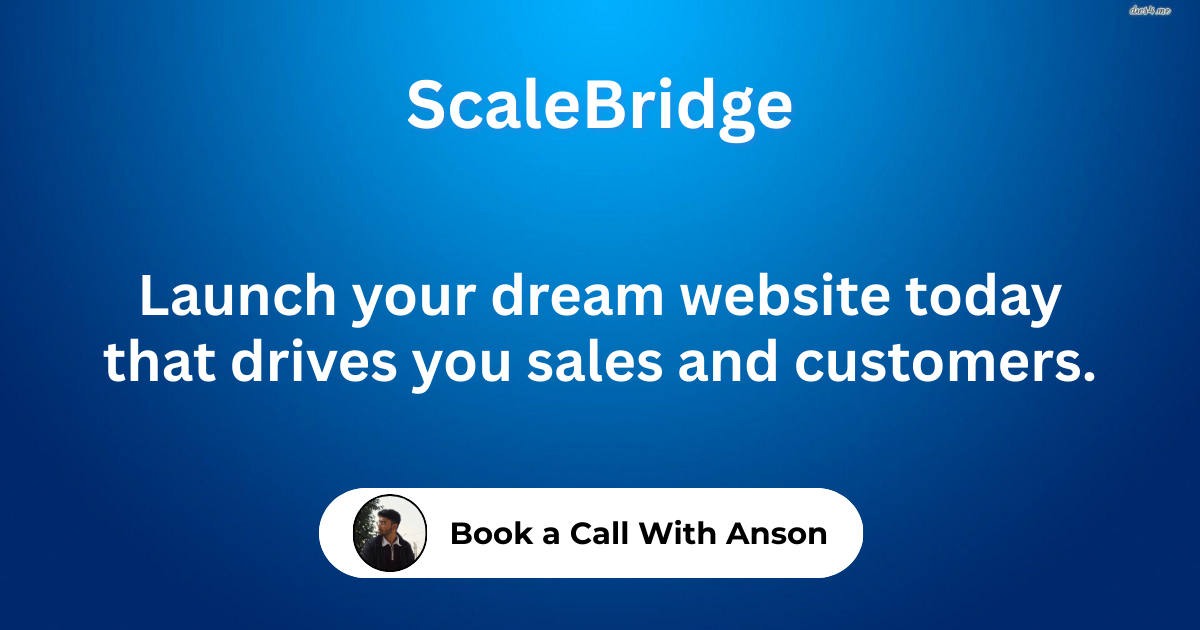 ScaleBridge
Launch your dream website today
that drives you sales and customers.
Book a Call With Anson